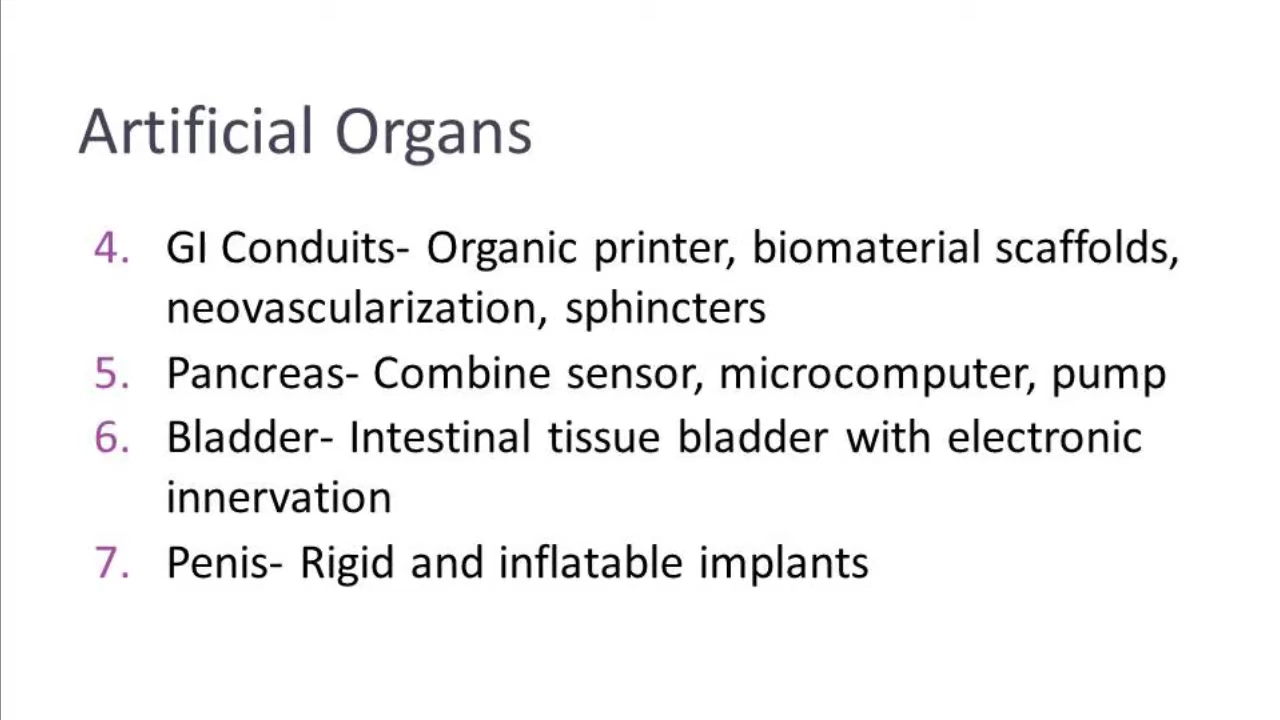 Artificial Organs
4. GI Conduits- Organic printer, biomaterial scaffolds,
neovascularization, sphincters
5. Pancreas- Combine sensor, microcomputer, pump
6. Bladder- Intestinal tissue bladder with electronic
innervation
7. Penis- Rigid and inflatable implants